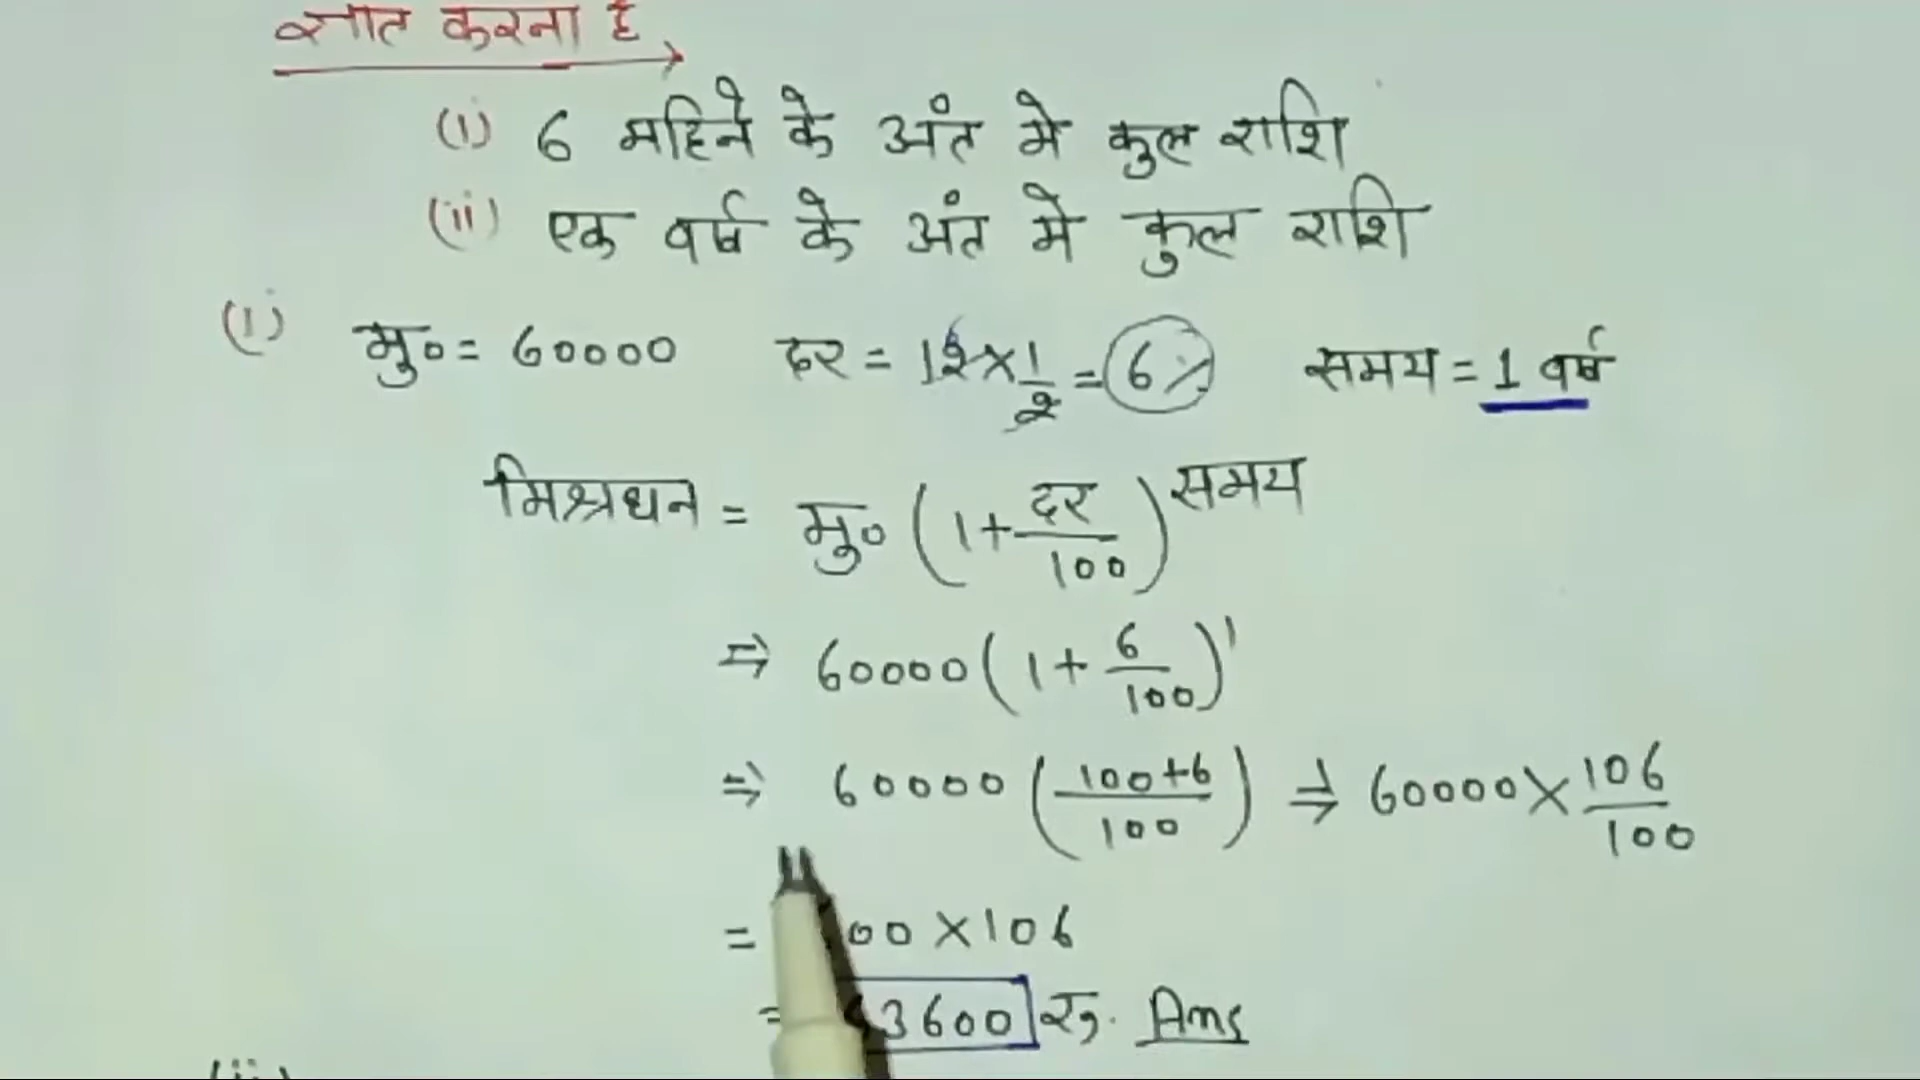 ज्ञात करना है
(i) 6 महिने के अंत मे कुल राशि
(ii) एक वर्ष के अंत मे कुल राशि
(i) मु० = 60000 दर = 12 × 1/2 = 6% समय = 1 वर्ष
मिश्रधन = मु० (1 + दर/100)^समय
⇒ 60000 (1 + 6/100)^1
⇒ 60000 (100+6/100) ⇒ 60000 × 106/100
= 00 × 106
= 3600 रु. Ans
(ii)